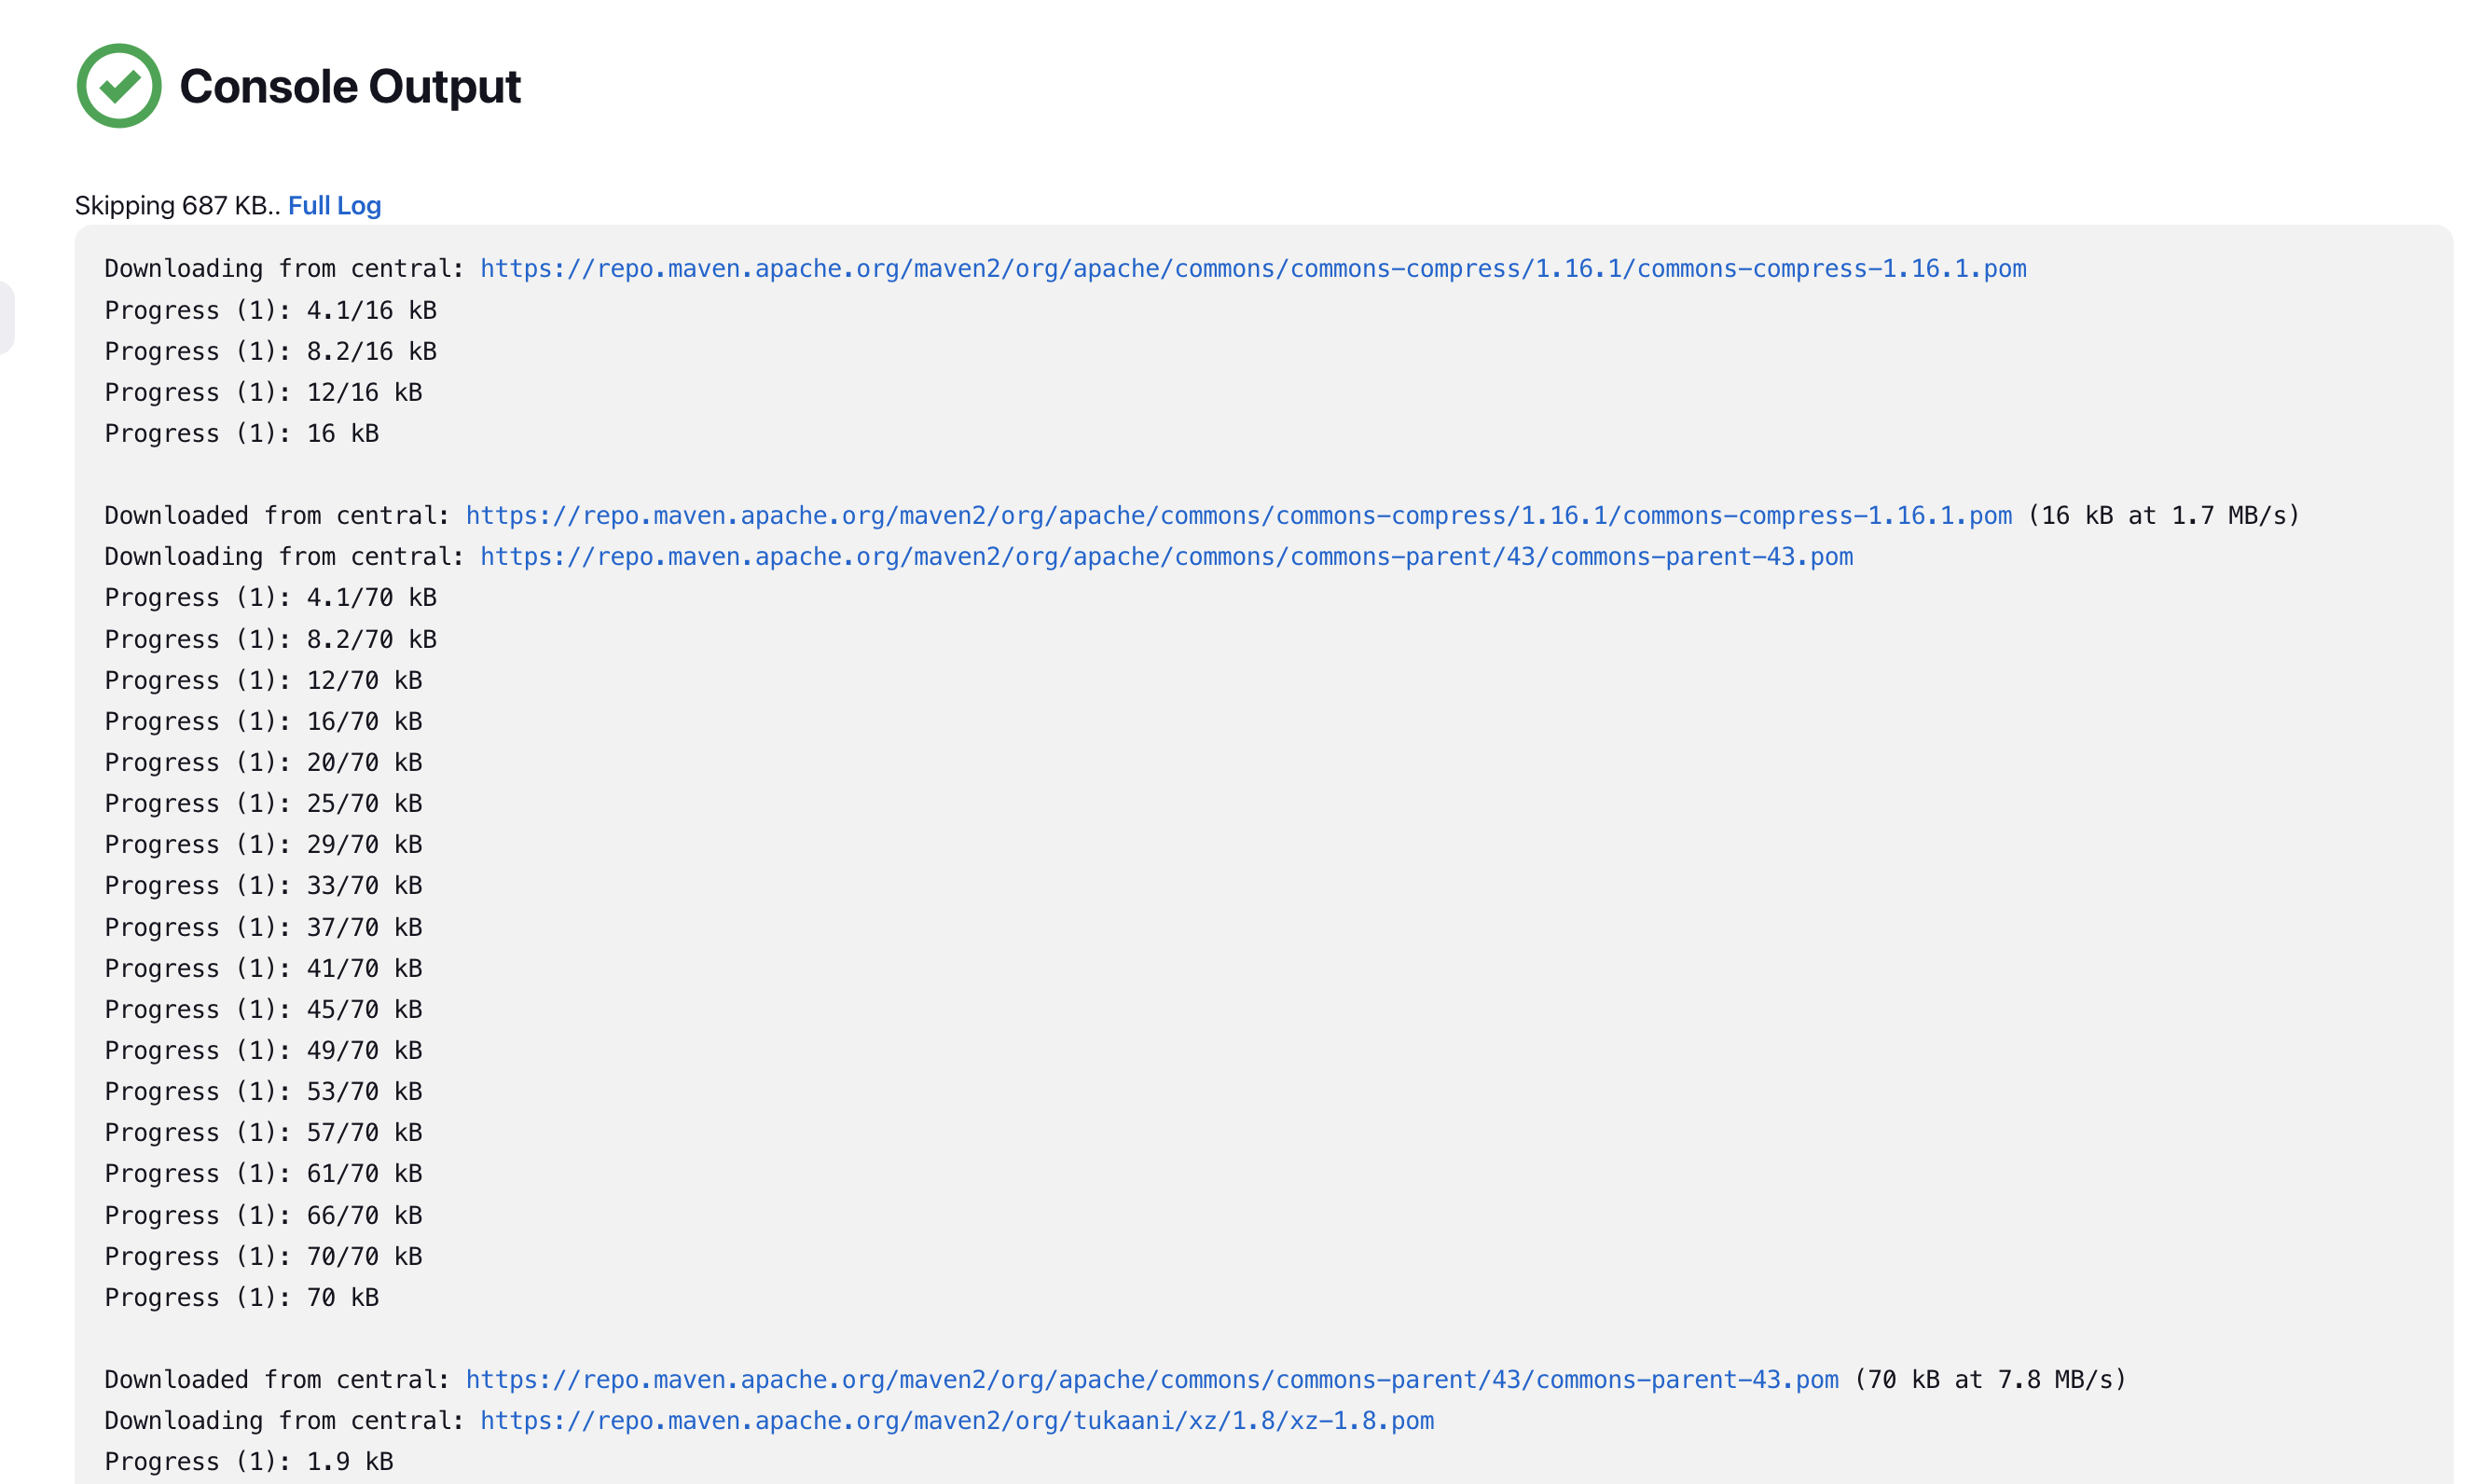 Console Output
Skipping 687 KB.. Full Log
Downloading from central: https://repo.maven.apache.org/maven2/org/apache/commons/commons-compress/1.16.1/commons-compress-1.16.1.pom
Progress (1): 4.1/16 kB
Progress (1): 8.2/16 kB
Progress (1): 12/16 kB
Progress (1): 16 kB
Downloaded from central: https://repo.maven.apache.org/maven2/org/apache/commons/commons-compress/1.16.1/commons-compress-1.16.1.pom (16 kB at 1.7 MB/s)
Downloading from central: https://repo.maven.apache.org/maven2/org/apache/commons/commons-parent/43/commons-parent-43.pom
Progress (1): 4.1/70 kB
Progress (1): 8.2/70 kB
Progress (1): 12/70 kB
Progress (1): 16/70 kB
Progress (1): 20/70 kB
Progress (1): 25/70 kB
Progress (1): 29/70 kB
Progress (1): 33/70 kB
Progress (1): 37/70 kB
Progress (1): 41/70 kB
Progress (1): 45/70 kB
Progress (1): 49/70 kB
Progress (1): 53/70 kB
Progress (1): 57/70 kB
Progress (1): 61/70 kB
Progress (1): 66/70 kB
Progress (1): 70/70 kB
Progress (1): 70 kB
Downloaded from central: https://repo.maven.apache.org/maven2/org/apache/commons/commons-parent/43/commons-parent-43.pom (70 kB at 7.8 MB/s)
Downloading from central: https://repo.maven.apache.org/maven2/org/tukaani/xz/1.8/xz-1.8.pom
Progress (1): 1.9 kB